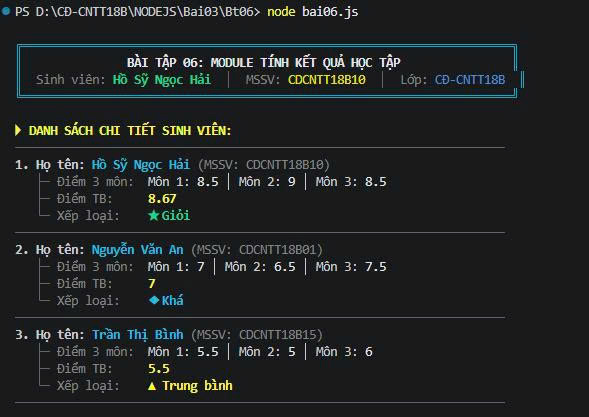 PS D:\CĐ-CNTT18B\NODEJS\Bai03\Bt06> node bai06.js
BÀI TẬP 06: MODULE TÍNH KẾT QUẢ HỌC TẬP
Sinh viên: Hồ Sỹ Ngọc Hải │ MSSV: CDCNTT18B10 │ Lớp: CĐ-CNTT18B
DANH SÁCH CHI TIẾT SINH VIÊN:
1. Họ tên: Hồ Sỹ Ngọc Hải (MSSV: CDCNTT18B10)
├─ Điểm 3 môn: Môn 1: 8.5 │ Môn 2: 9 │ Môn 3: 8.5
├─ Điểm TB: 8.67
└─ Xếp loại: ★ Giỏi
2. Họ tên: Nguyễn Văn An (MSSV: CDCNTT18B01)
├─ Điểm 3 môn: Môn 1: 7 │ Môn 2: 6.5 │ Môn 3: 7.5
├─ Điểm TB: 7
└─ Xếp loại: ◆ Khá
3. Họ tên: Trần Thị Bình (MSSV: CDCNTT18B15)
├─ Điểm 3 môn: Môn 1: 5.5 │ Môn 2: 5 │ Môn 3: 6
├─ Điểm TB: 5.5
└─ Xếp loại: ▲ Trung bình